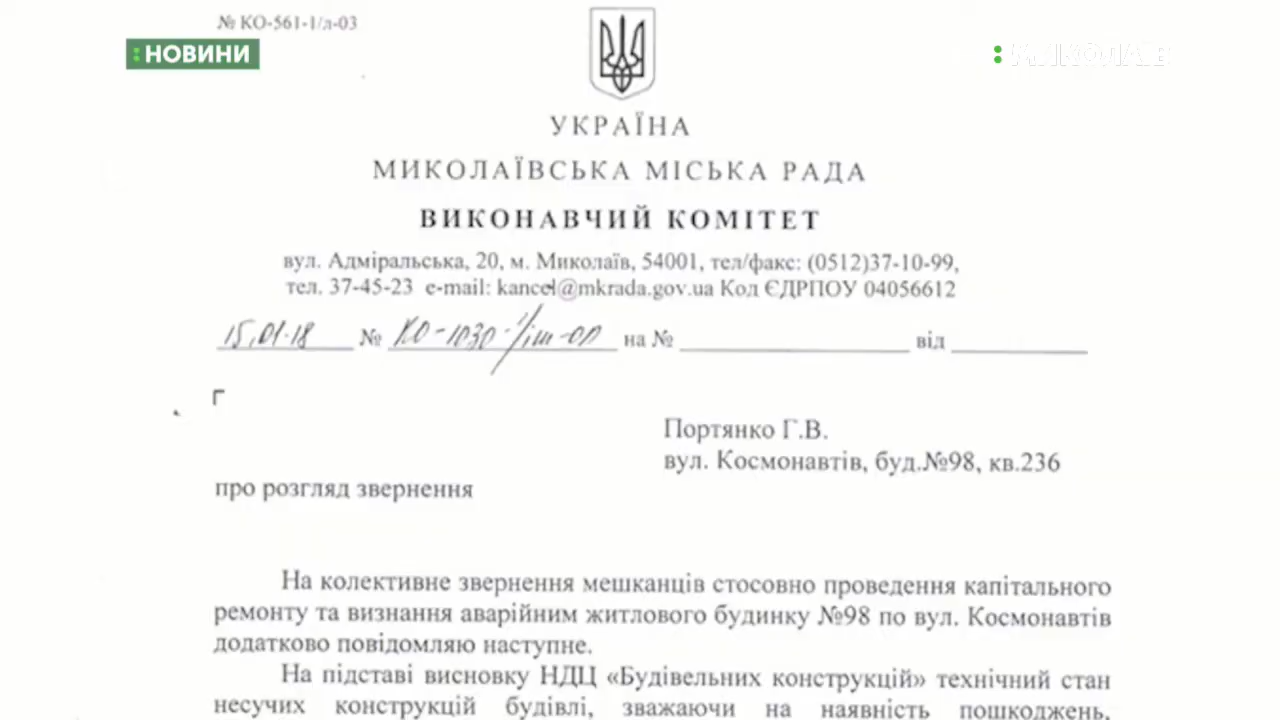 № КО-561-1/л-03
: НОВИНИ
: МИКОЛАЇВ
УКРАЇНА
МИКОЛАЇВСЬКА МІСЬКА РАДА
ВИКОНАВЧИЙ КОМІТЕТ
вул. Адміральська, 20, м. Миколаїв, 54001, тел/факс: (0512)37-10-99,
тел. 37-45-23 e-mail: kancel@mkrada.gov.ua Код ЄДРПОУ 04056612
15.01.18 № на № від
Портянко Г.В.
вул. Космонавтів, буд.№98, кв.236
про розгляд звернення
На колективне звернення мешканців стосовно проведення капітального
ремонту та визнання аварійним житлового будинку №98 по вул. Космонавтів
додатково повідомляю наступне.
На підставі висновку НДЦ «Будівельних конструкцій» технічний стан
несучих конструкцій будівлі, зважаючи на наявність пошкоджень,